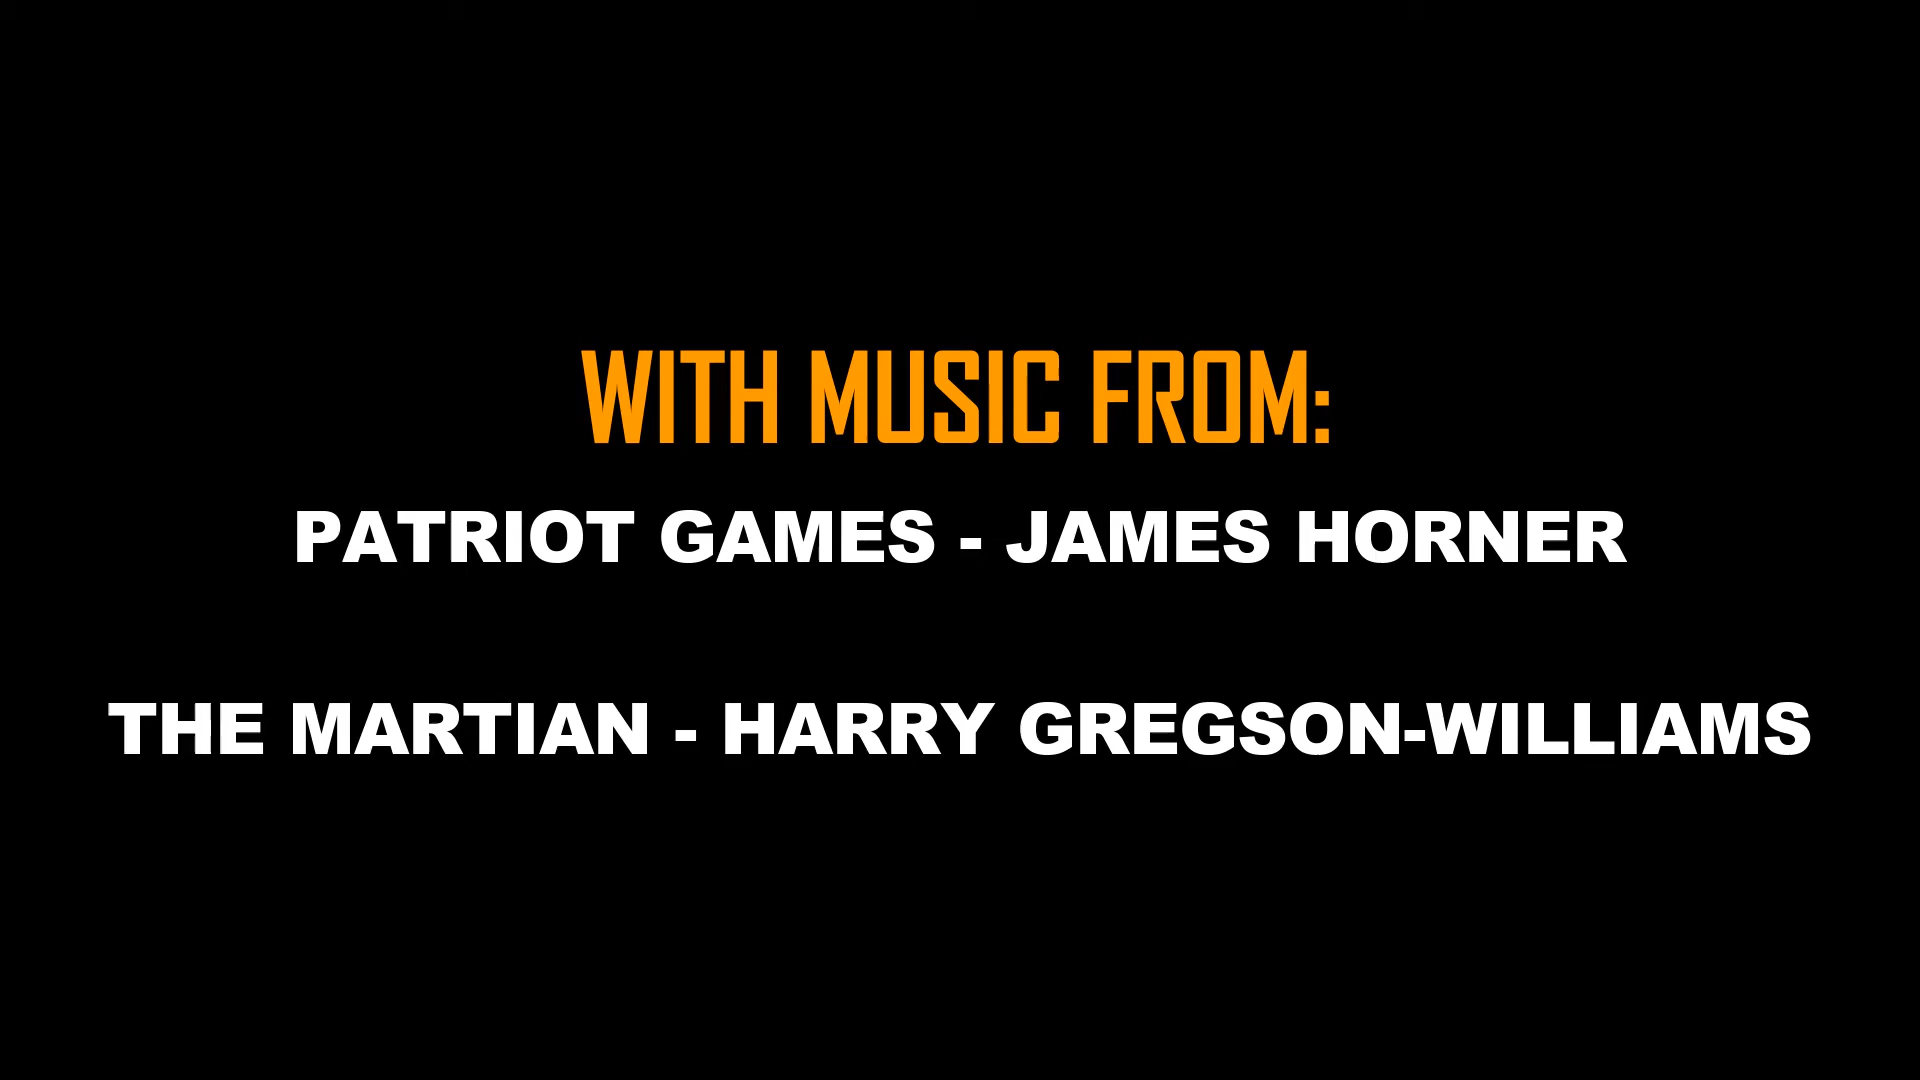 WITH MUSIC FROM:
PATRIOT GAMES - JAMES HORNER
THE MARTIAN - HARRY GREGSON-WILLIAMS